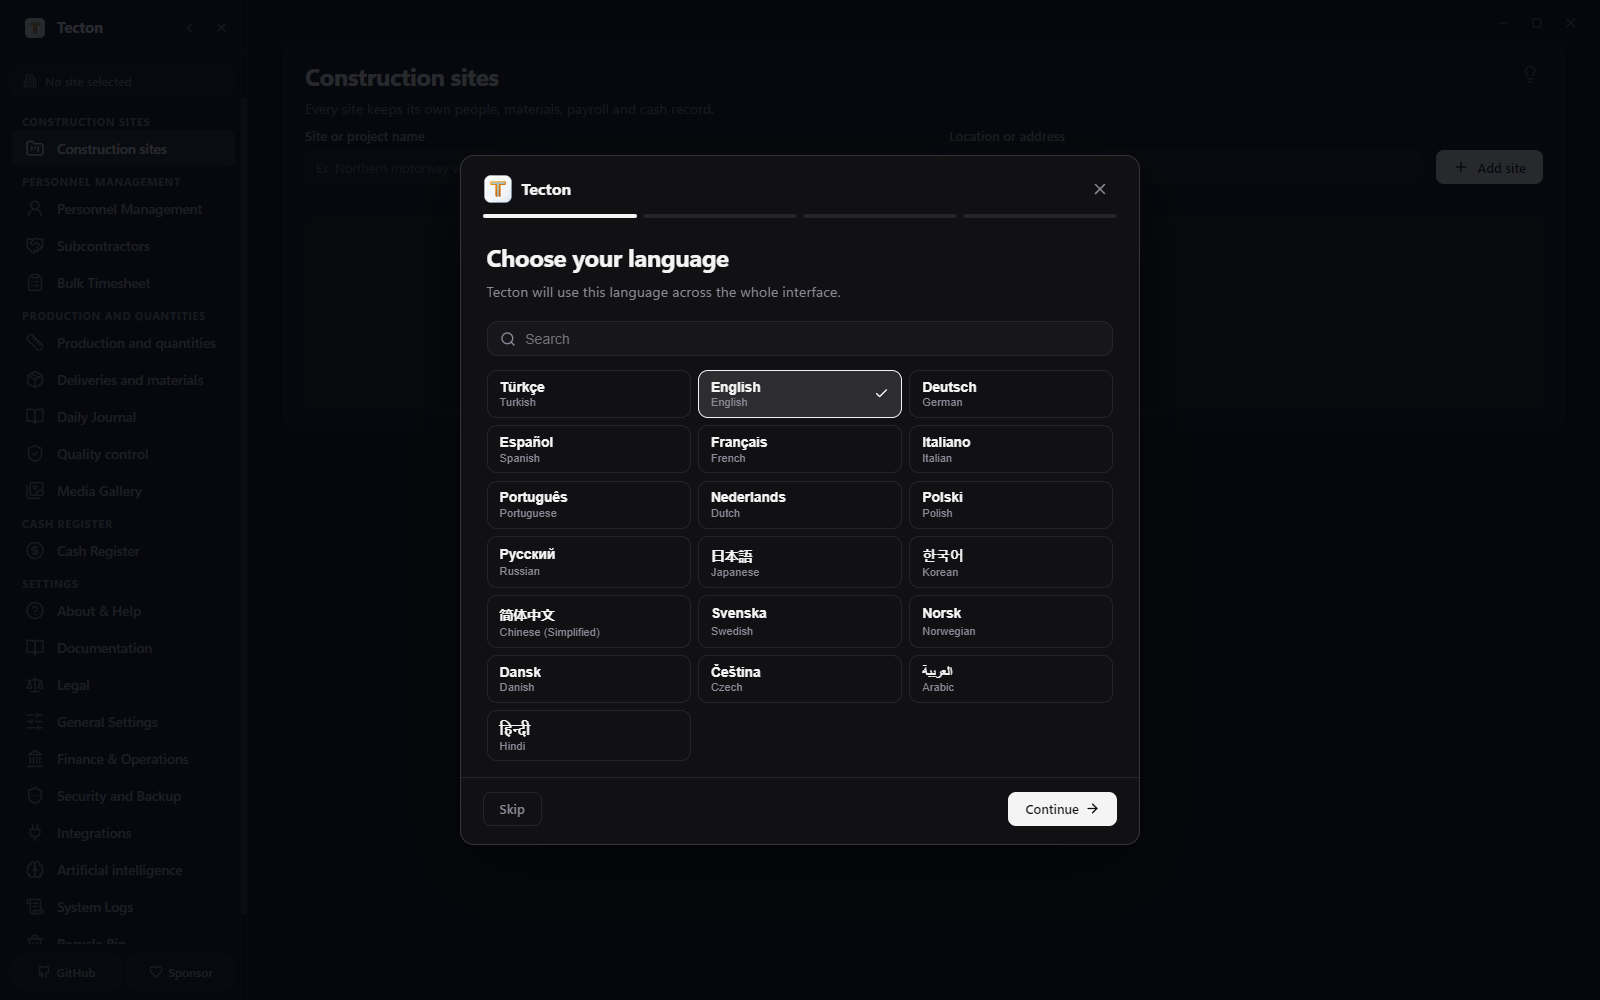 Tecton
No site selected
CONSTRUCTION SITES
Construction sites
PERSONNEL MANAGEMENT
Personnel Management
Subcontractors
Bulk Timesheet
PRODUCTION AND QUANTITIES
Production and quantities
Deliveries and materials
Daily Journal
Quality control
Media Gallery
CASH REGISTER
Cash Register
SETTINGS
About & Help
Documentation
Legal
General Settings
Finance & Operations
Security and Backup
Integrations
Artificial intelligence
System Logs
Recycle Bin
GitHub
Sponsor
Construction sites
Every site keeps its own people, materials, payroll and cash record.
Site or project name
Location or address
Ex: Northern motorway
Add site
Tecton
Choose your language
Tecton will use this language across the whole interface.
Search
Türkçe
Turkish
English
English
Deutsch
German
Español
Spanish
Français
French
Italiano
Italian
Português
Portuguese
Nederlands
Dutch
Polski
Polish
Русский
Russian
日本語
Japanese
한국어
Korean
简体中文
Chinese (Simplified)
Svenska
Swedish
Norsk
Norwegian
Dansk
Danish
Čeština
Czech
العربية
Arabic
हिन्दी
Hindi
Skip
Continue